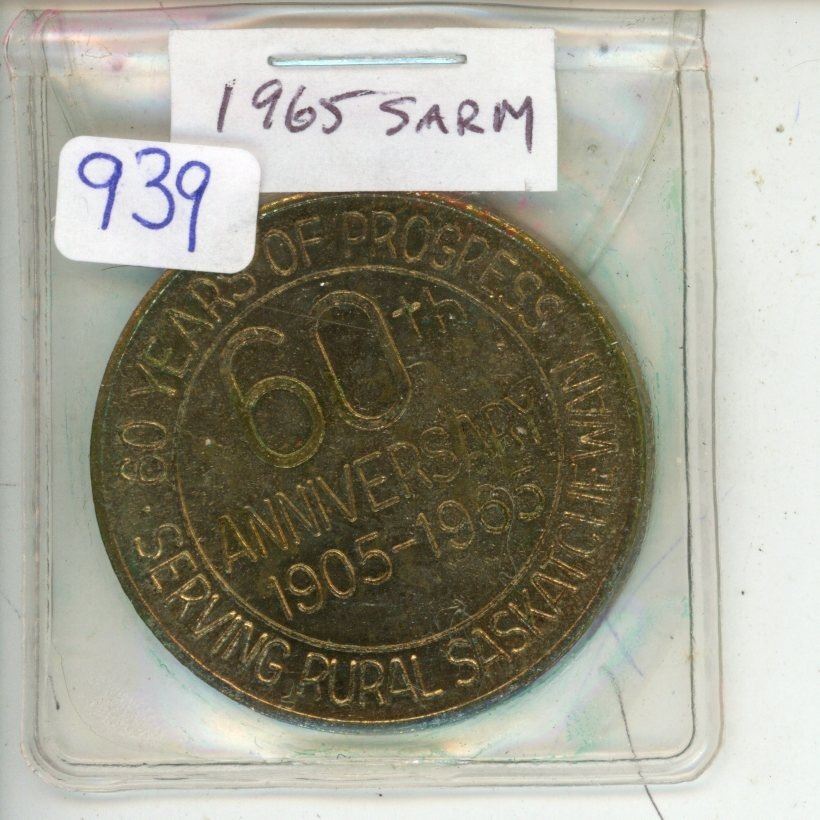 1965 SARM
939
60 YEARS OF PROGRESS
60th
ANNIVERSARY
1905-1965
SERVING RURAL SASKATCHEWAN